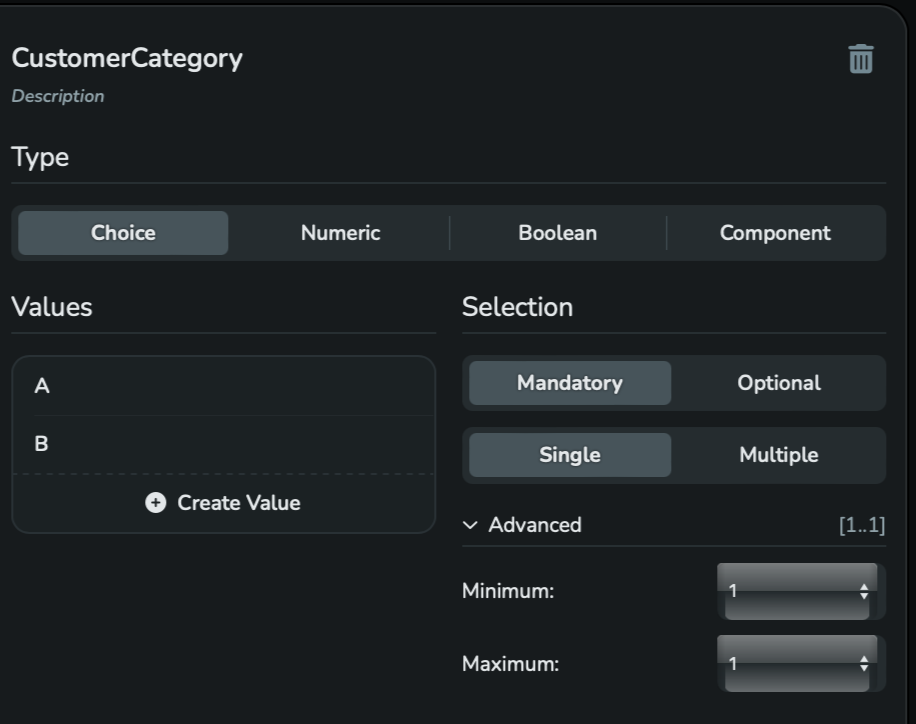 CustomerCategory
Description
Type
Choice Numeric Boolean Component
Values
A
B
Create Value
Selection
Mandatory Optional
Single Multiple
Advanced [1..1]
Minimum: 1
Maximum: 1